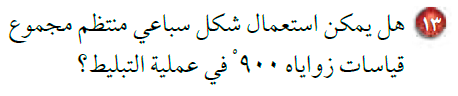 ١٣ هل يمكن استعمال شكل سباعي منتظم مجموع
قياسات زواياه ٩٠٠° في عملية التبليط؟